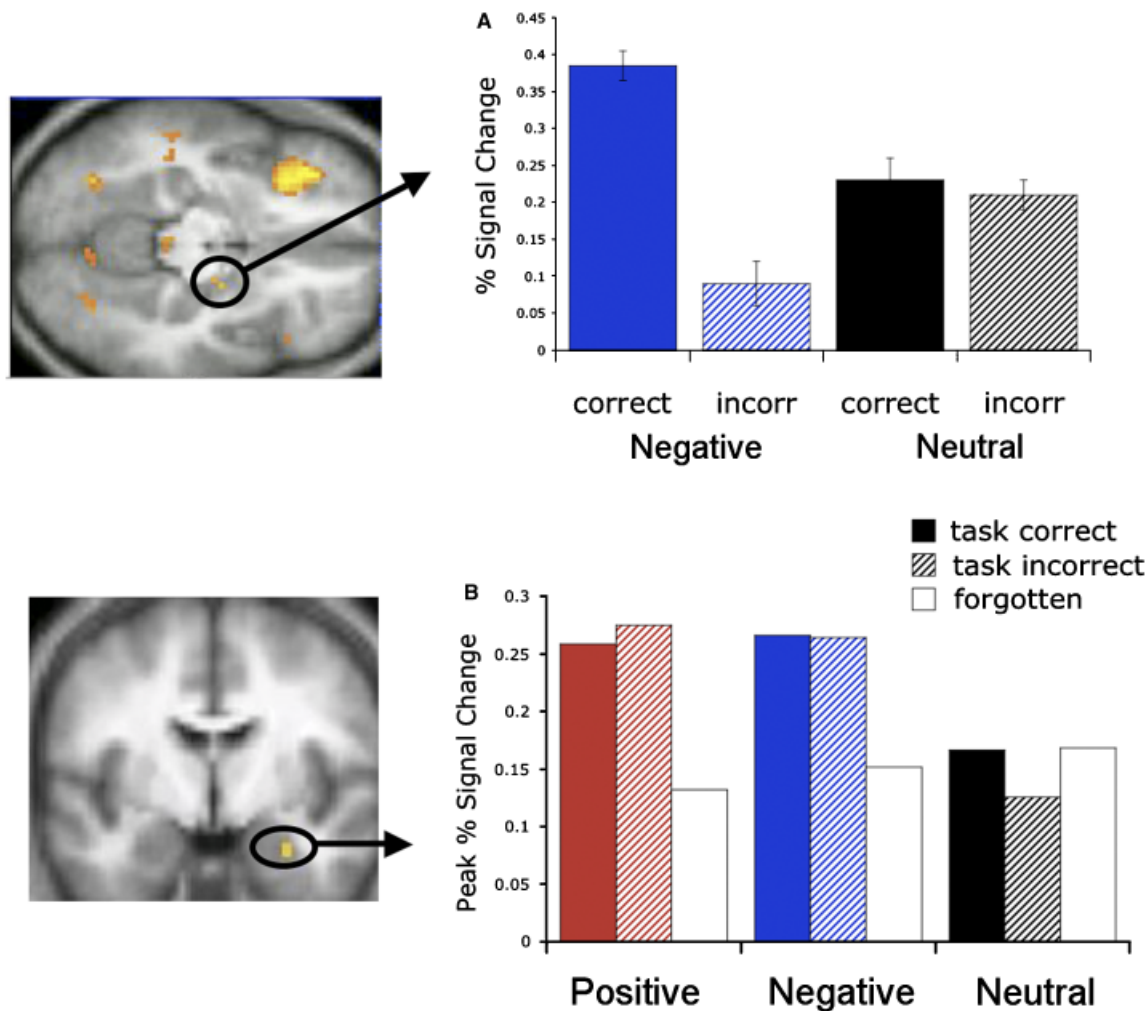 A
% Signal Change
0.45
0.4
0.35
0.3
0.25
0.2
0.15
0.1
0.05
0
correct incorr correct incorr
Negative Neutral
task correct
task incorrect
forgotten
B
Peak % Signal Change
0.3
0.25
0.2
0.15
0.1
0.05
0
Positive Negative Neutral